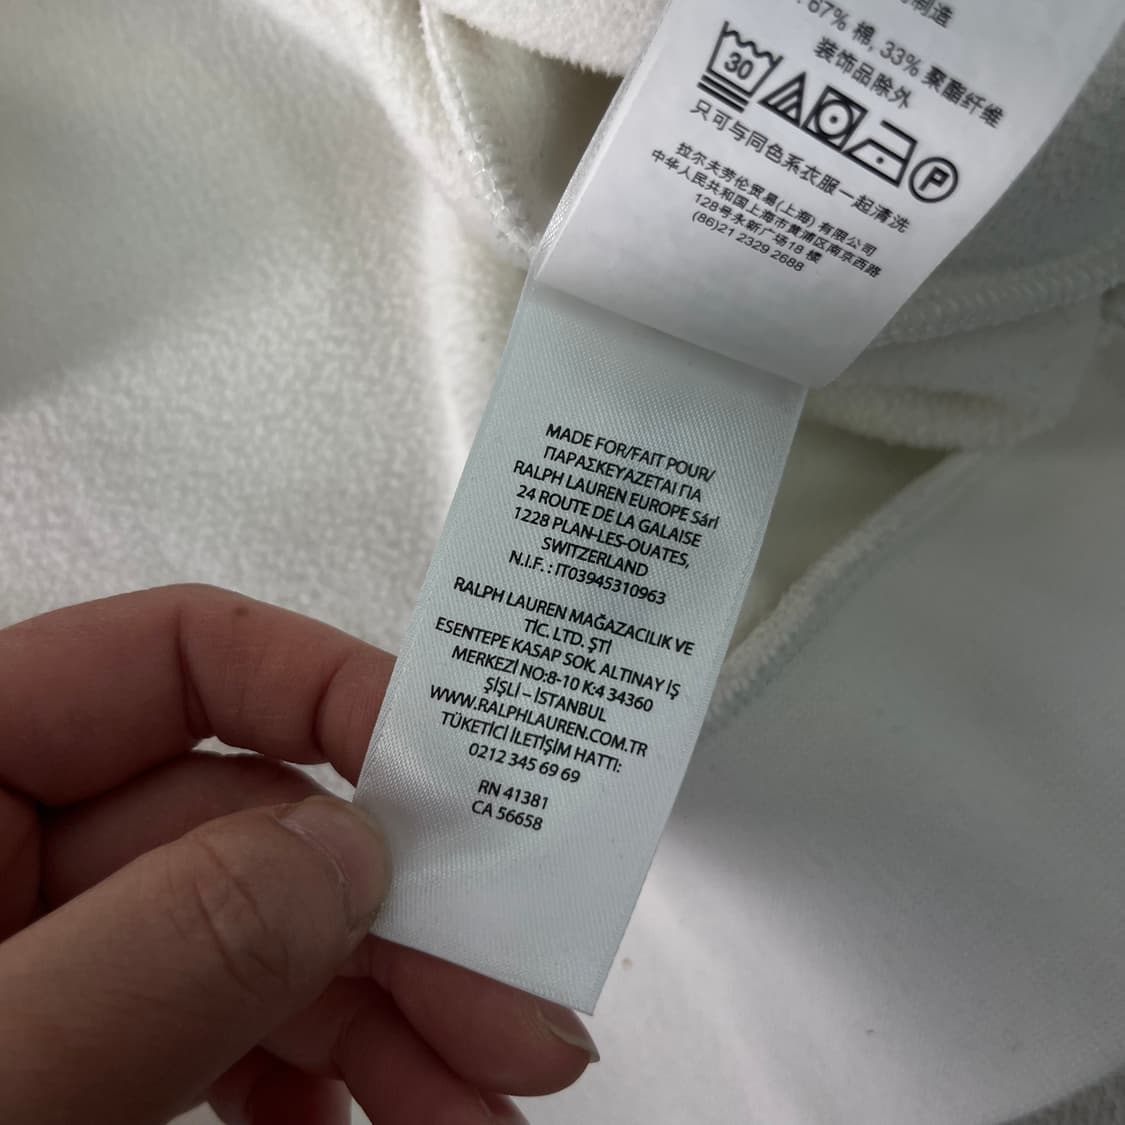 制造
67% 棉, 33% 聚酯纤维
装饰品除外
30
P
只可与同色系衣服一起清洗
拉尔夫劳伦贸易(上海) 有限公司
中华人民共和国上海市黄浦区南京西路
128号永新广场18 楼
(86)21 2329 2688
MADE FOR/FAIT POUR/
ΠΑΡΑΣΚΕΥΑΖΕΤΑΙ ΓΙΑ
RALPH LAUREN EUROPE Sárl
24 ROUTE DE LA GALAISE
1228 PLAN-LES-OUATES,
SWITZERLAND
N.I.F. : IT03945310963
RALPH LAUREN MAĞAZACILIK VE
TİC. LTD. ŞTİ
ESENTEPE KASAP SOK. ALTINAY İŞ
MERKEZİ NO:8-10 K:4 34360
ŞİŞLİ – İSTANBUL
WWW.RALPHLAUREN.COM.TR
TÜKETİCİ İLETİŞİM HATTI:
0212 345 69 69
RN 41381
CA 56658